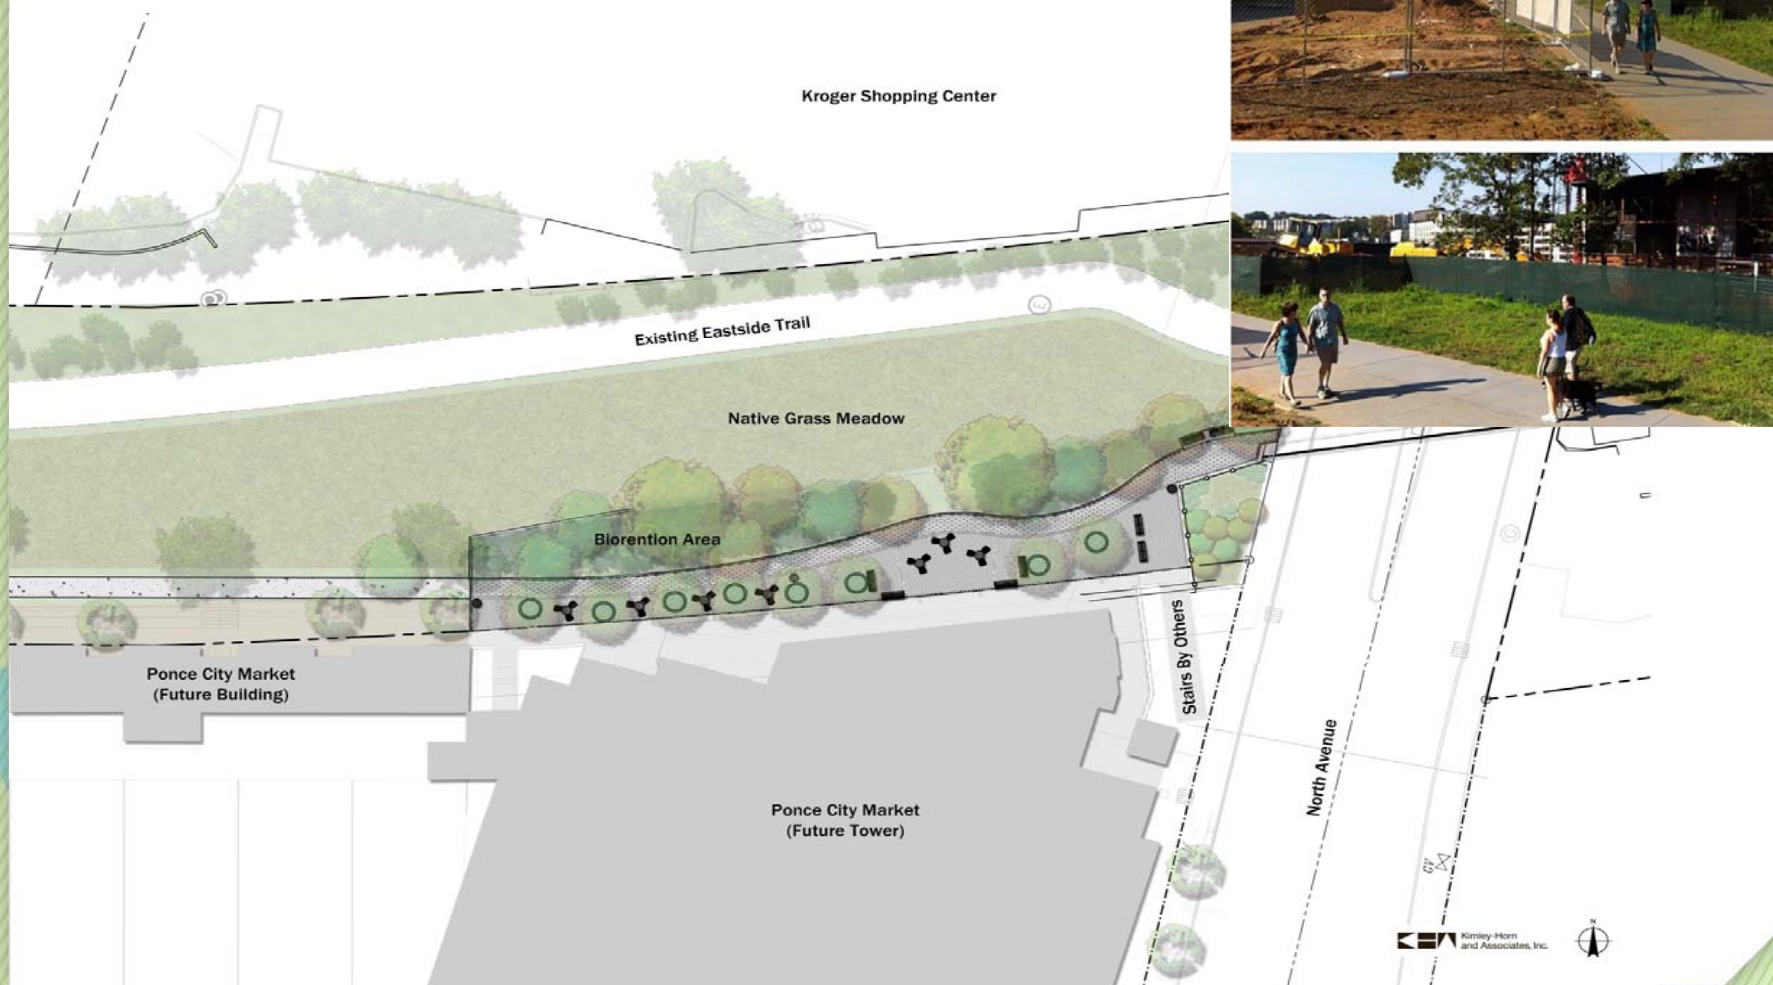 Kroger Shopping Center
Existing Eastside Trail
Native Grass Meadow
Biorention Area
Ponce City Market
(Future Building)
Stairs By Others
Ponce City Market
(Future Tower)
North Avenue
GV
Kimley-Horn
and Associates, Inc.
N
E
G